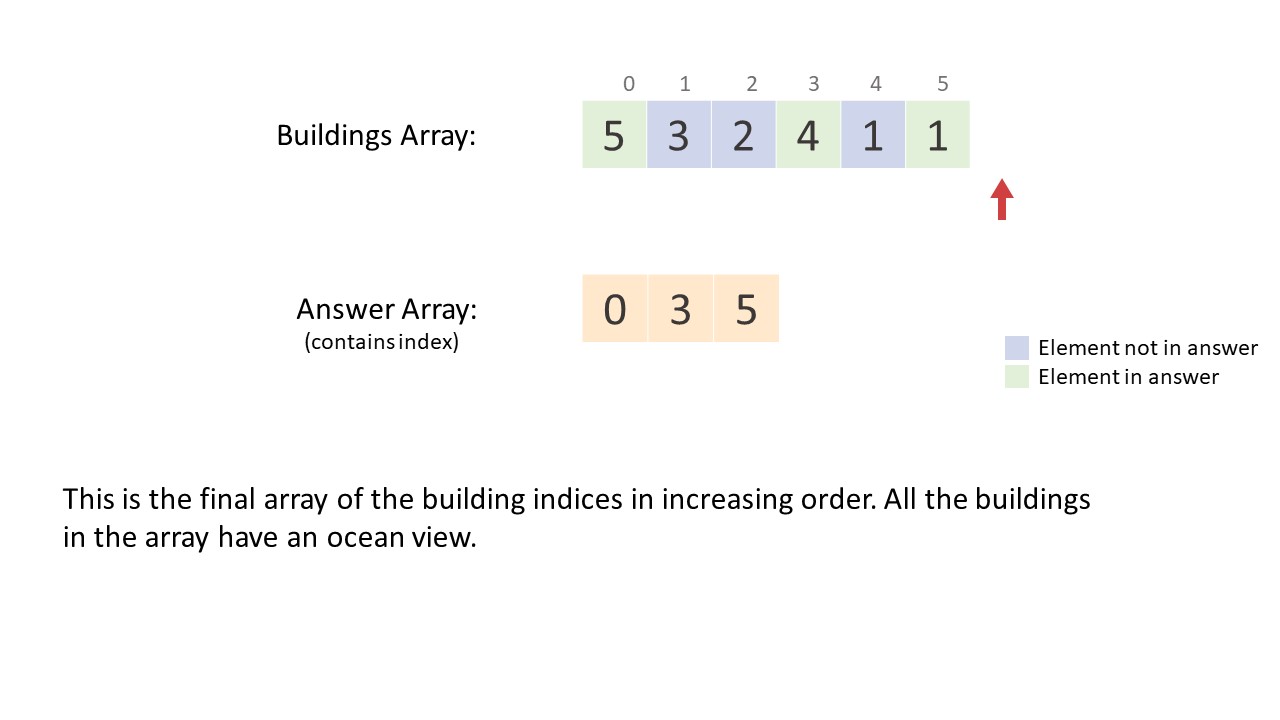 0 1 2 3 4 5
Buildings Array: 5 3 2 4 1 1
Answer Array: 0 3 5
(contains index)
Element not in answer
Element in answer
This is the final array of the building indices in increasing order. All the buildings
in the array have an ocean view.